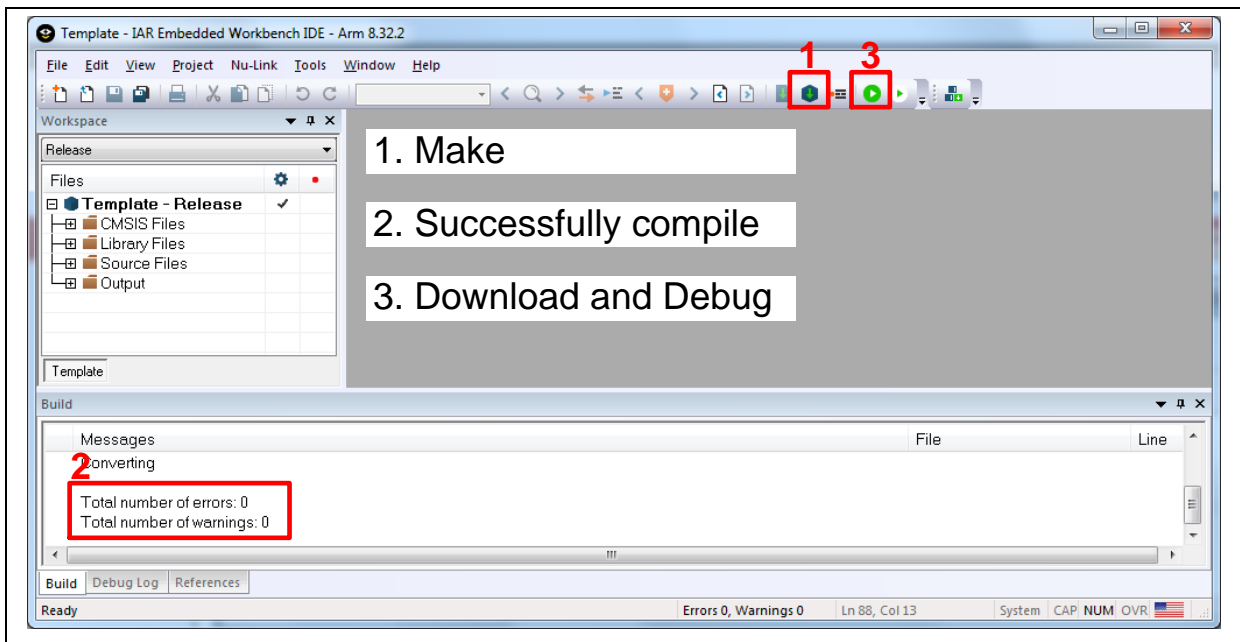 Template - IAR Embedded Workbench IDE - Arm 8.32.2
File Edit View Project Nu-Link Tools Window Help
1 3
Workspace
Release
Files
Template - Release
CMSIS Files
Library Files
Source Files
Output
Template
1. Make
2. Successfully compile
3. Download and Debug
Build
Messages File Line
Converting
2
Total number of errors: 0
Total number of warnings: 0
Build Debug Log References
Ready Errors 0, Warnings 0 Ln 88, Col 13 System CAP NUM OVR